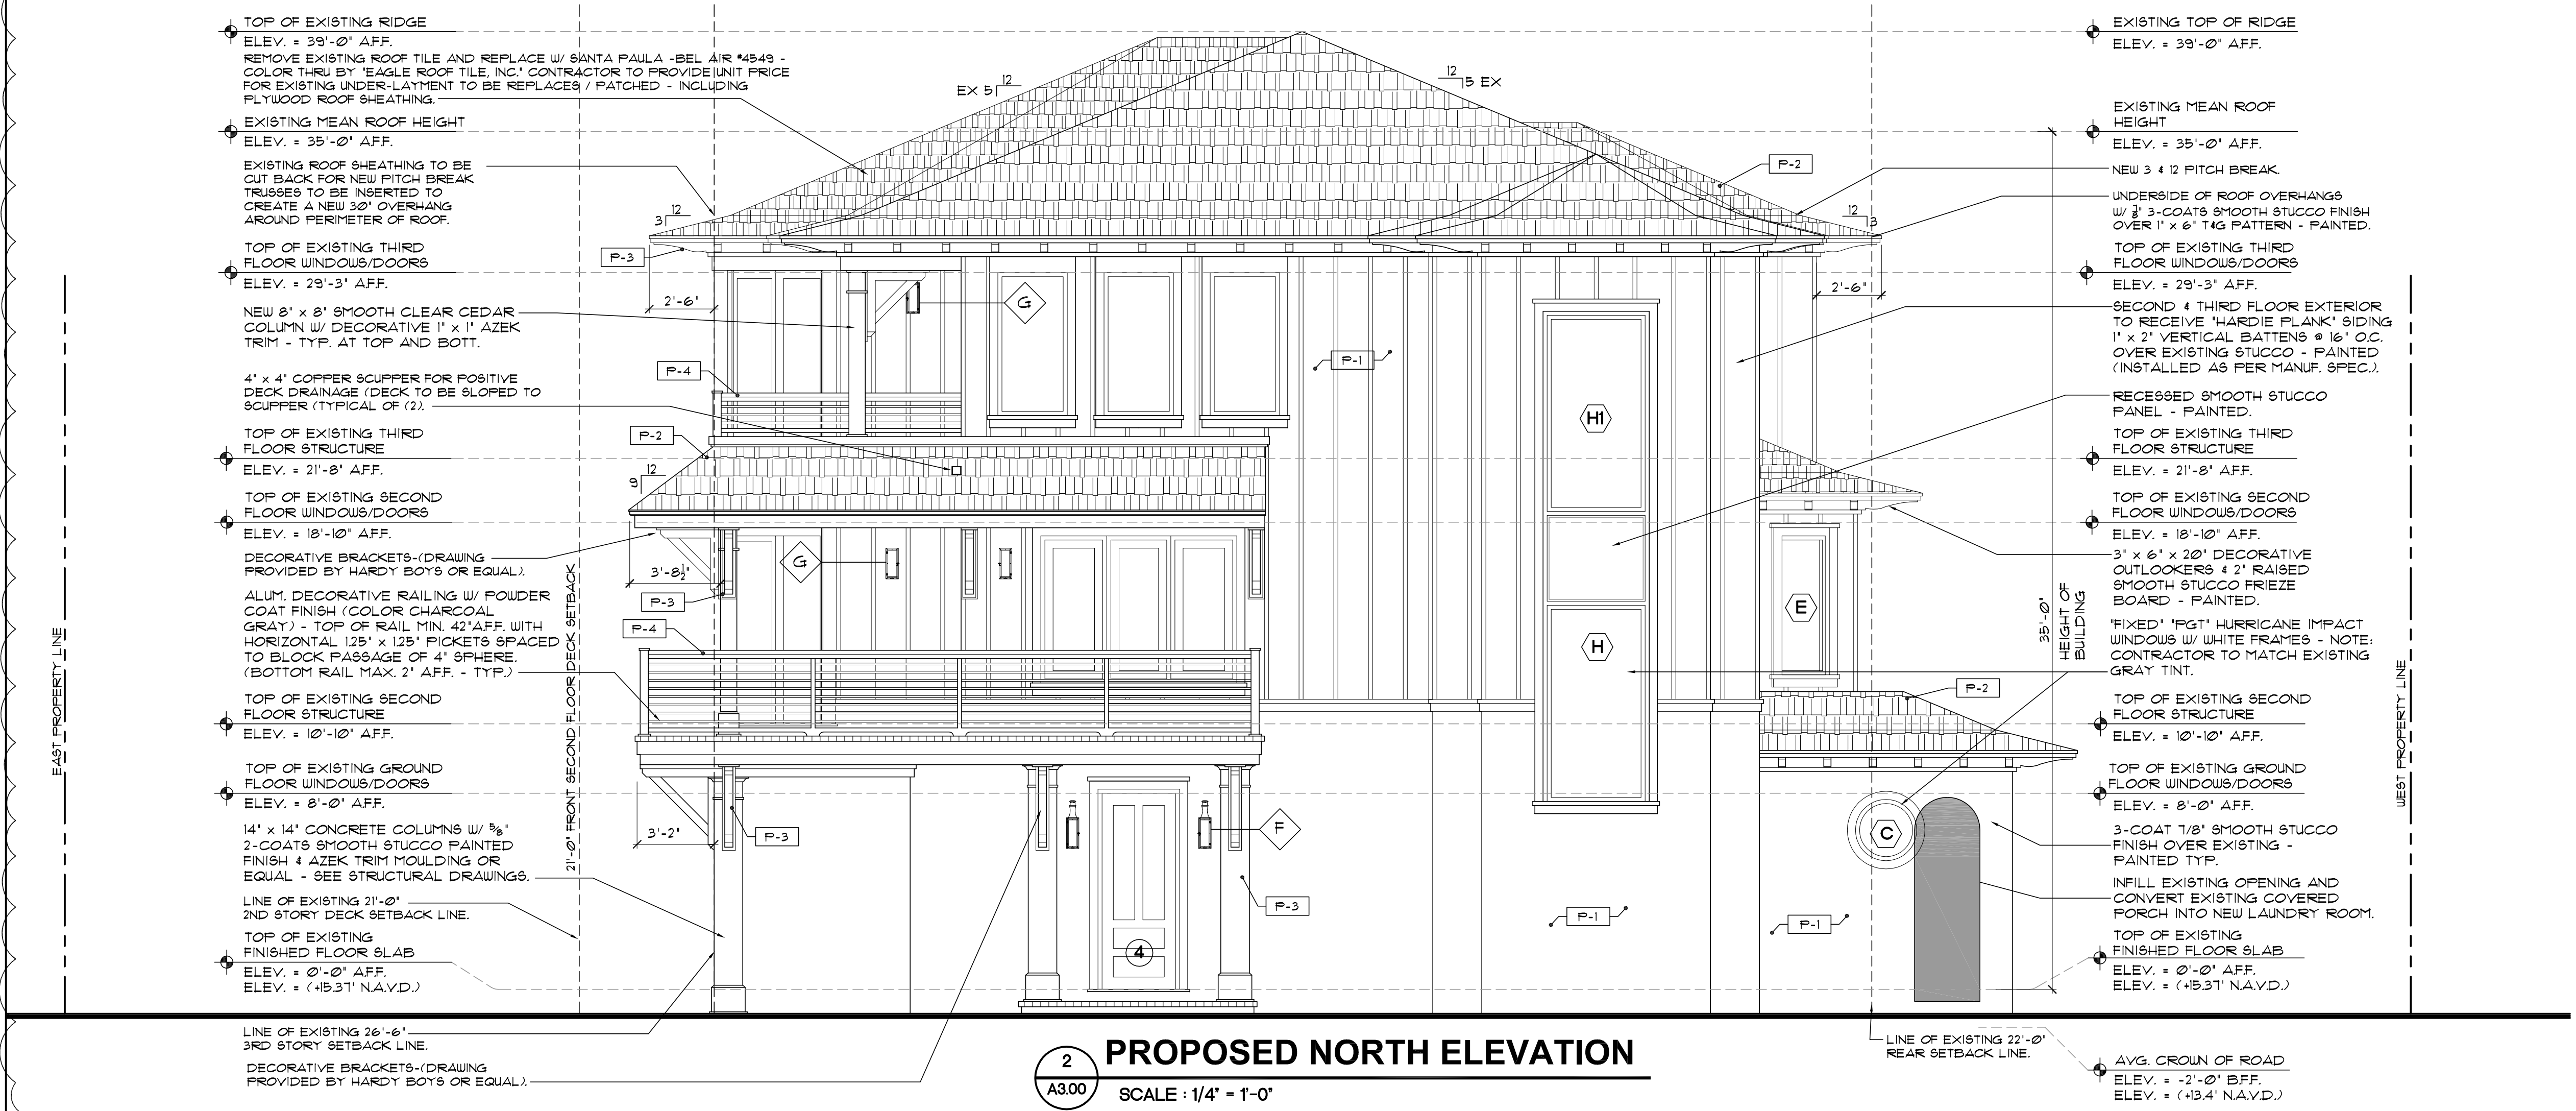 TOP OF EXISTING RIDGE
ELEV. = 39'-0" A.F.F.
REMOVE EXISTING ROOF TILE AND REPLACE W/ SANTA PAULA -BEL AIR #4549 -
COLOR THRU BY "EAGLE ROOF TILE, INC." CONTRACTOR TO PROVIDE UNIT PRICE
FOR EXISTING UNDER-LAYMENT TO BE REPLACES / PATCHED - INCLUDING
PLYWOOD ROOF SHEATHING.
EXISTING MEAN ROOF HEIGHT
ELEV. = 35'-0" A.F.F.
EXISTING ROOF SHEATHING TO BE
CUT BACK FOR NEW PITCH BREAK
TRUSSES TO BE INSERTED TO
CREATE A NEW 30" OVERHANG
AROUND PERIMETER OF ROOF.
TOP OF EXISTING THIRD
FLOOR WINDOWS/DOORS
ELEV. = 29'-3" A.F.F.
NEW 8" x 8" SMOOTH CLEAR CEDAR
COLUMN W/ DECORATIVE 1" x 1" AZEK
TRIM - TYP. AT TOP AND BOTT.
4" x 4" COPPER SCUPPER FOR POSITIVE
DECK DRAINAGE (DECK TO BE SLOPED TO
SCUPPER (TYPICAL OF (2).
TOP OF EXISTING THIRD
FLOOR STRUCTURE
ELEV. = 21'-8" A.F.F.
TOP OF EXISTING SECOND
FLOOR WINDOWS/DOORS
ELEV. = 18'-10" A.F.F.
DECORATIVE BRACKETS-(DRAWING
PROVIDED BY HARDY BOYS OR EQUAL).
ALUM. DECORATIVE RAILING W/ POWDER
COAT FINISH (COLOR CHARCOAL
GRAY) - TOP OF RAIL MIN. 42"A.F.F. WITH
HORIZONTAL 1.25" x 1.25" PICKETS SPACED
TO BLOCK PASSAGE OF 4" SPHERE.
(BOTTOM RAIL MAX. 2" A.F.F. - TYP.)
TOP OF EXISTING SECOND
FLOOR STRUCTURE
ELEV. = 10'-10" A.F.F.
TOP OF EXISTING GROUND
FLOOR WINDOWS/DOORS
ELEV. = 8'-0" A.F.F.
14" x 14" CONCRETE COLUMNS W/ 5/8"
2-COATS SMOOTH STUCCO PAINTED
FINISH & AZEK TRIM MOULDING OR
EQUAL - SEE STRUCTURAL DRAWINGS.
LINE OF EXISTING 21'-0"
2ND STORY DECK SETBACK LINE.
TOP OF EXISTING
FINISHED FLOOR SLAB
ELEV. = 0'-0" A.F.F.
ELEV. = (+15.37' N.A.V.D.)
LINE OF EXISTING 26'-6"
3RD STORY SETBACK LINE.
DECORATIVE BRACKETS-(DRAWING
PROVIDED BY HARDY BOYS OR EQUAL).
EAST PROPERTY LINE
21'-0" FRONT SECOND FLOOR DECK SETBACK
EX 5
12
12
5 EX
P-2
12
3
12
3
P-3
2'-6"
2'-6"
G
P-1
P-4
H1
P-2
12
9
G
3'-8½"
P-3
E
P-4
H
P-2
3'-2"
P-3
F
C
P-3
P-1
P-1
4
35'-0"
HEIGHT OF
BUILDING
WEST PROPERTY LINE
EXISTING TOP OF RIDGE
ELEV. = 39'-0" A.F.F.
EXISTING MEAN ROOF
HEIGHT
ELEV. = 35'-0" A.F.F.
NEW 3 & 12 PITCH BREAK.
UNDERSIDE OF ROOF OVERHANGS
W/ 3-COATS SMOOTH STUCCO FINISH
OVER 1" x 6" T&G PATTERN - PAINTED.
TOP OF EXISTING THIRD
FLOOR WINDOWS/DOORS
ELEV. = 29'-3" A.F.F.
SECOND & THIRD FLOOR EXTERIOR
TO RECEIVE "HARDIE PLANK" SIDING
1" x 2" VERTICAL BATTENS @ 16" O.C.
OVER EXISTING STUCCO - PAINTED
(INSTALLED AS PER MANUF. SPEC.).
RECESSED SMOOTH STUCCO
PANEL - PAINTED.
TOP OF EXISTING THIRD
FLOOR STRUCTURE
ELEV. = 21'-8" A.F.F.
TOP OF EXISTING SECOND
FLOOR WINDOWS/DOORS
ELEV. = 18'-10" A.F.F.
3" x 6" x 20" DECORATIVE
OUTLOOKERS & 2" RAISED
SMOOTH STUCCO FRIEZE
BOARD - PAINTED.
"FIXED" "PGT" HURRICANE IMPACT
WINDOWS W/ WHITE FRAMES - NOTE:
CONTRACTOR TO MATCH EXISTING
GRAY TINT.
TOP OF EXISTING SECOND
FLOOR STRUCTURE
ELEV. = 10'-10" A.F.F.
TOP OF EXISTING GROUND
FLOOR WINDOWS/DOORS
ELEV. = 8'-0" A.F.F.
3-COAT 7/8" SMOOTH STUCCO
FINISH OVER EXISTING -
PAINTED TYP.
INFILL EXISTING OPENING AND
CONVERT EXISTING COVERED
PORCH INTO NEW LAUNDRY ROOM.
TOP OF EXISTING
FINISHED FLOOR SLAB
ELEV. = 0'-0" A.F.F.
ELEV. = (+15.37' N.A.V.D.)
LINE OF EXISTING 22'-0"
REAR SETBACK LINE.
AVG. CROWN OF ROAD
ELEV. = -2'-0" B.F.F.
ELEV. = (+13.4' N.A.V.D.)
2
A3.00
PROPOSED NORTH ELEVATION
SCALE : 1/4" = 1'-0"